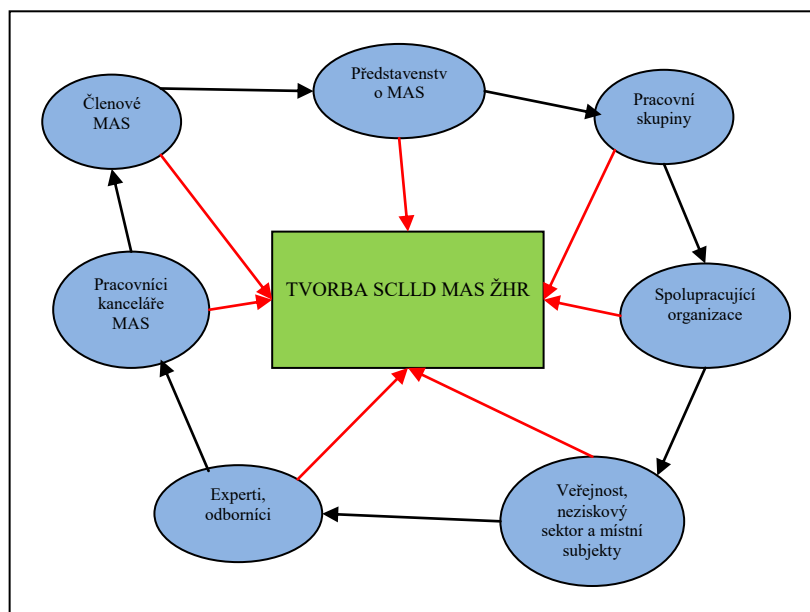 Představenstv
o MAS
Členové
MAS
Pracovní
skupiny
TVORBA SCLLD MAS ŽHR
Pracovníci
kanceláře
MAS
Spolupracující
organizace
Experti,
odborníci
Veřejnost,
neziskový
sektor a místní
subjekty